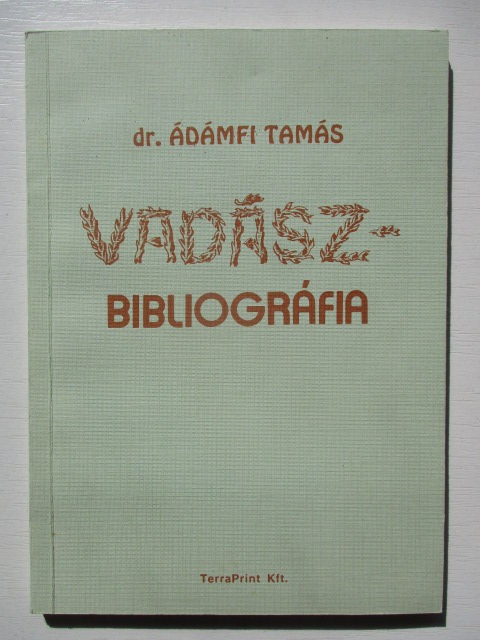 dr. ÁDÁMFI TAMÁS
VADÁSZ-
BIBLIOGRÁFIA
TerraPrint Kft.